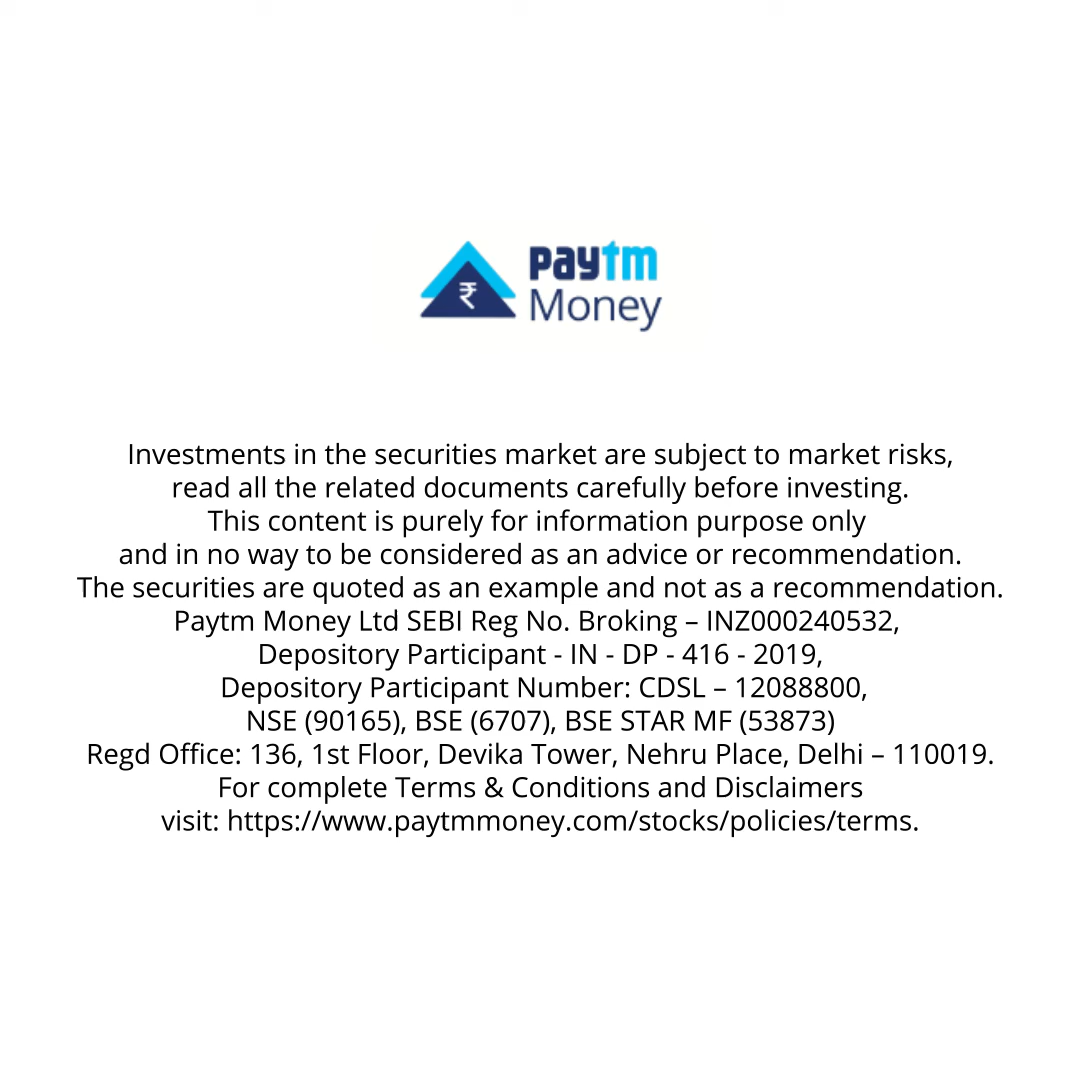 ₹
paytm
Money
Investments in the securities market are subject to market risks,
read all the related documents carefully before investing.
This content is purely for information purpose only
and in no way to be considered as an advice or recommendation.
The securities are quoted as an example and not as a recommendation.
Paytm Money Ltd SEBI Reg No. Broking – INZ000240532,
Depository Participant - IN - DP - 416 - 2019,
Depository Participant Number: CDSL – 12088800,
NSE (90165), BSE (6707), BSE STAR MF (53873)
Regd Office: 136, 1st Floor, Devika Tower, Nehru Place, Delhi – 110019.
For complete Terms & Conditions and Disclaimers
visit: https://www.paytmmoney.com/stocks/policies/terms.